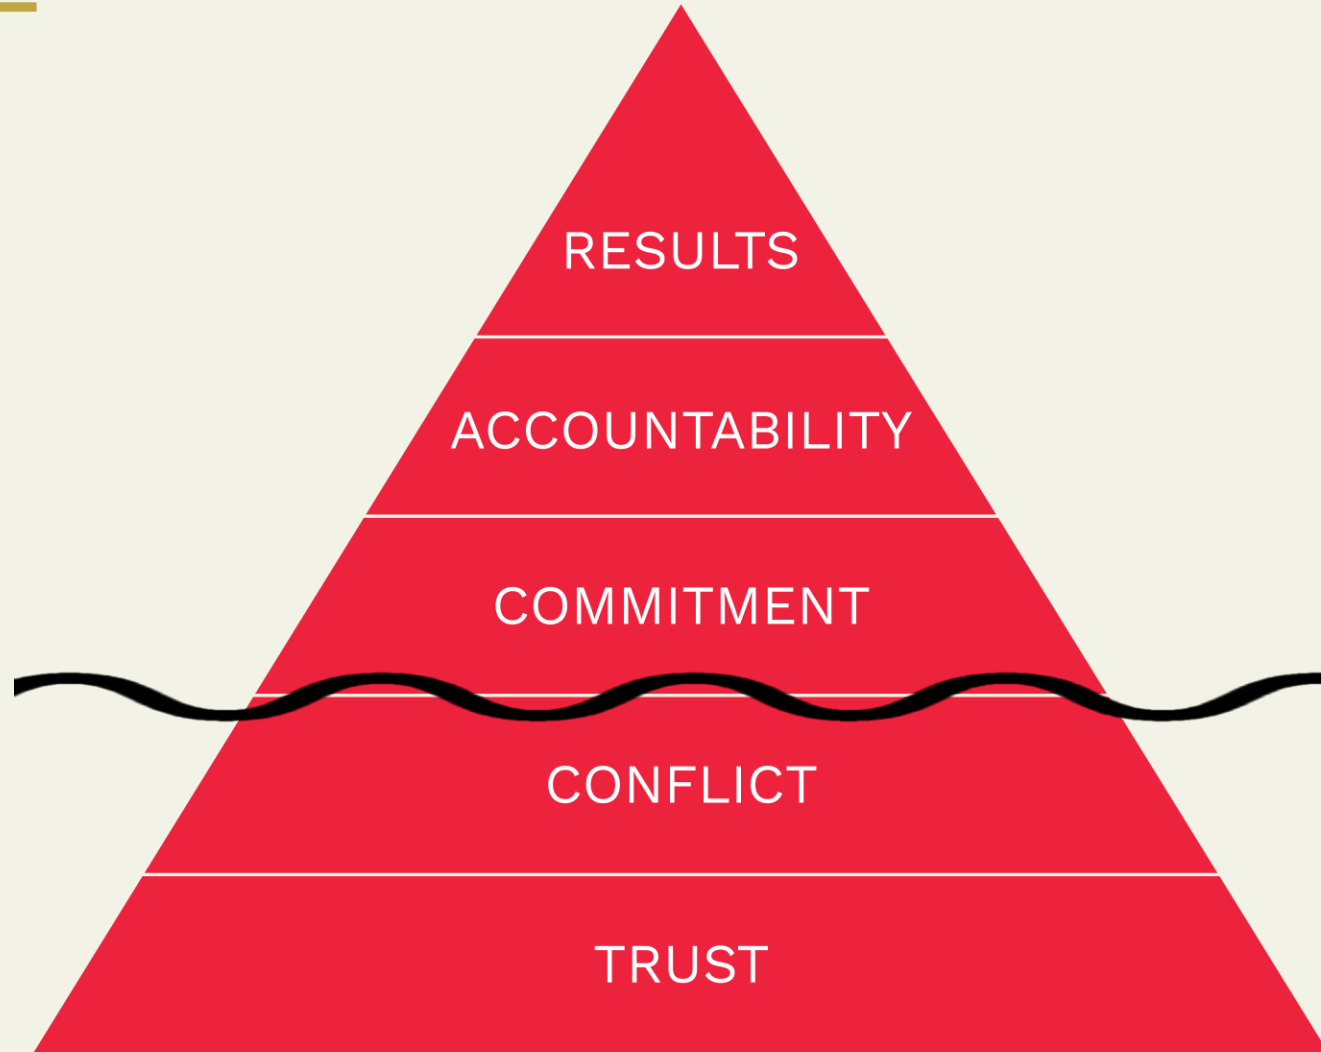 RESULTS
ACCOUNTABILITY
COMMITMENT
CONFLICT
TRUST